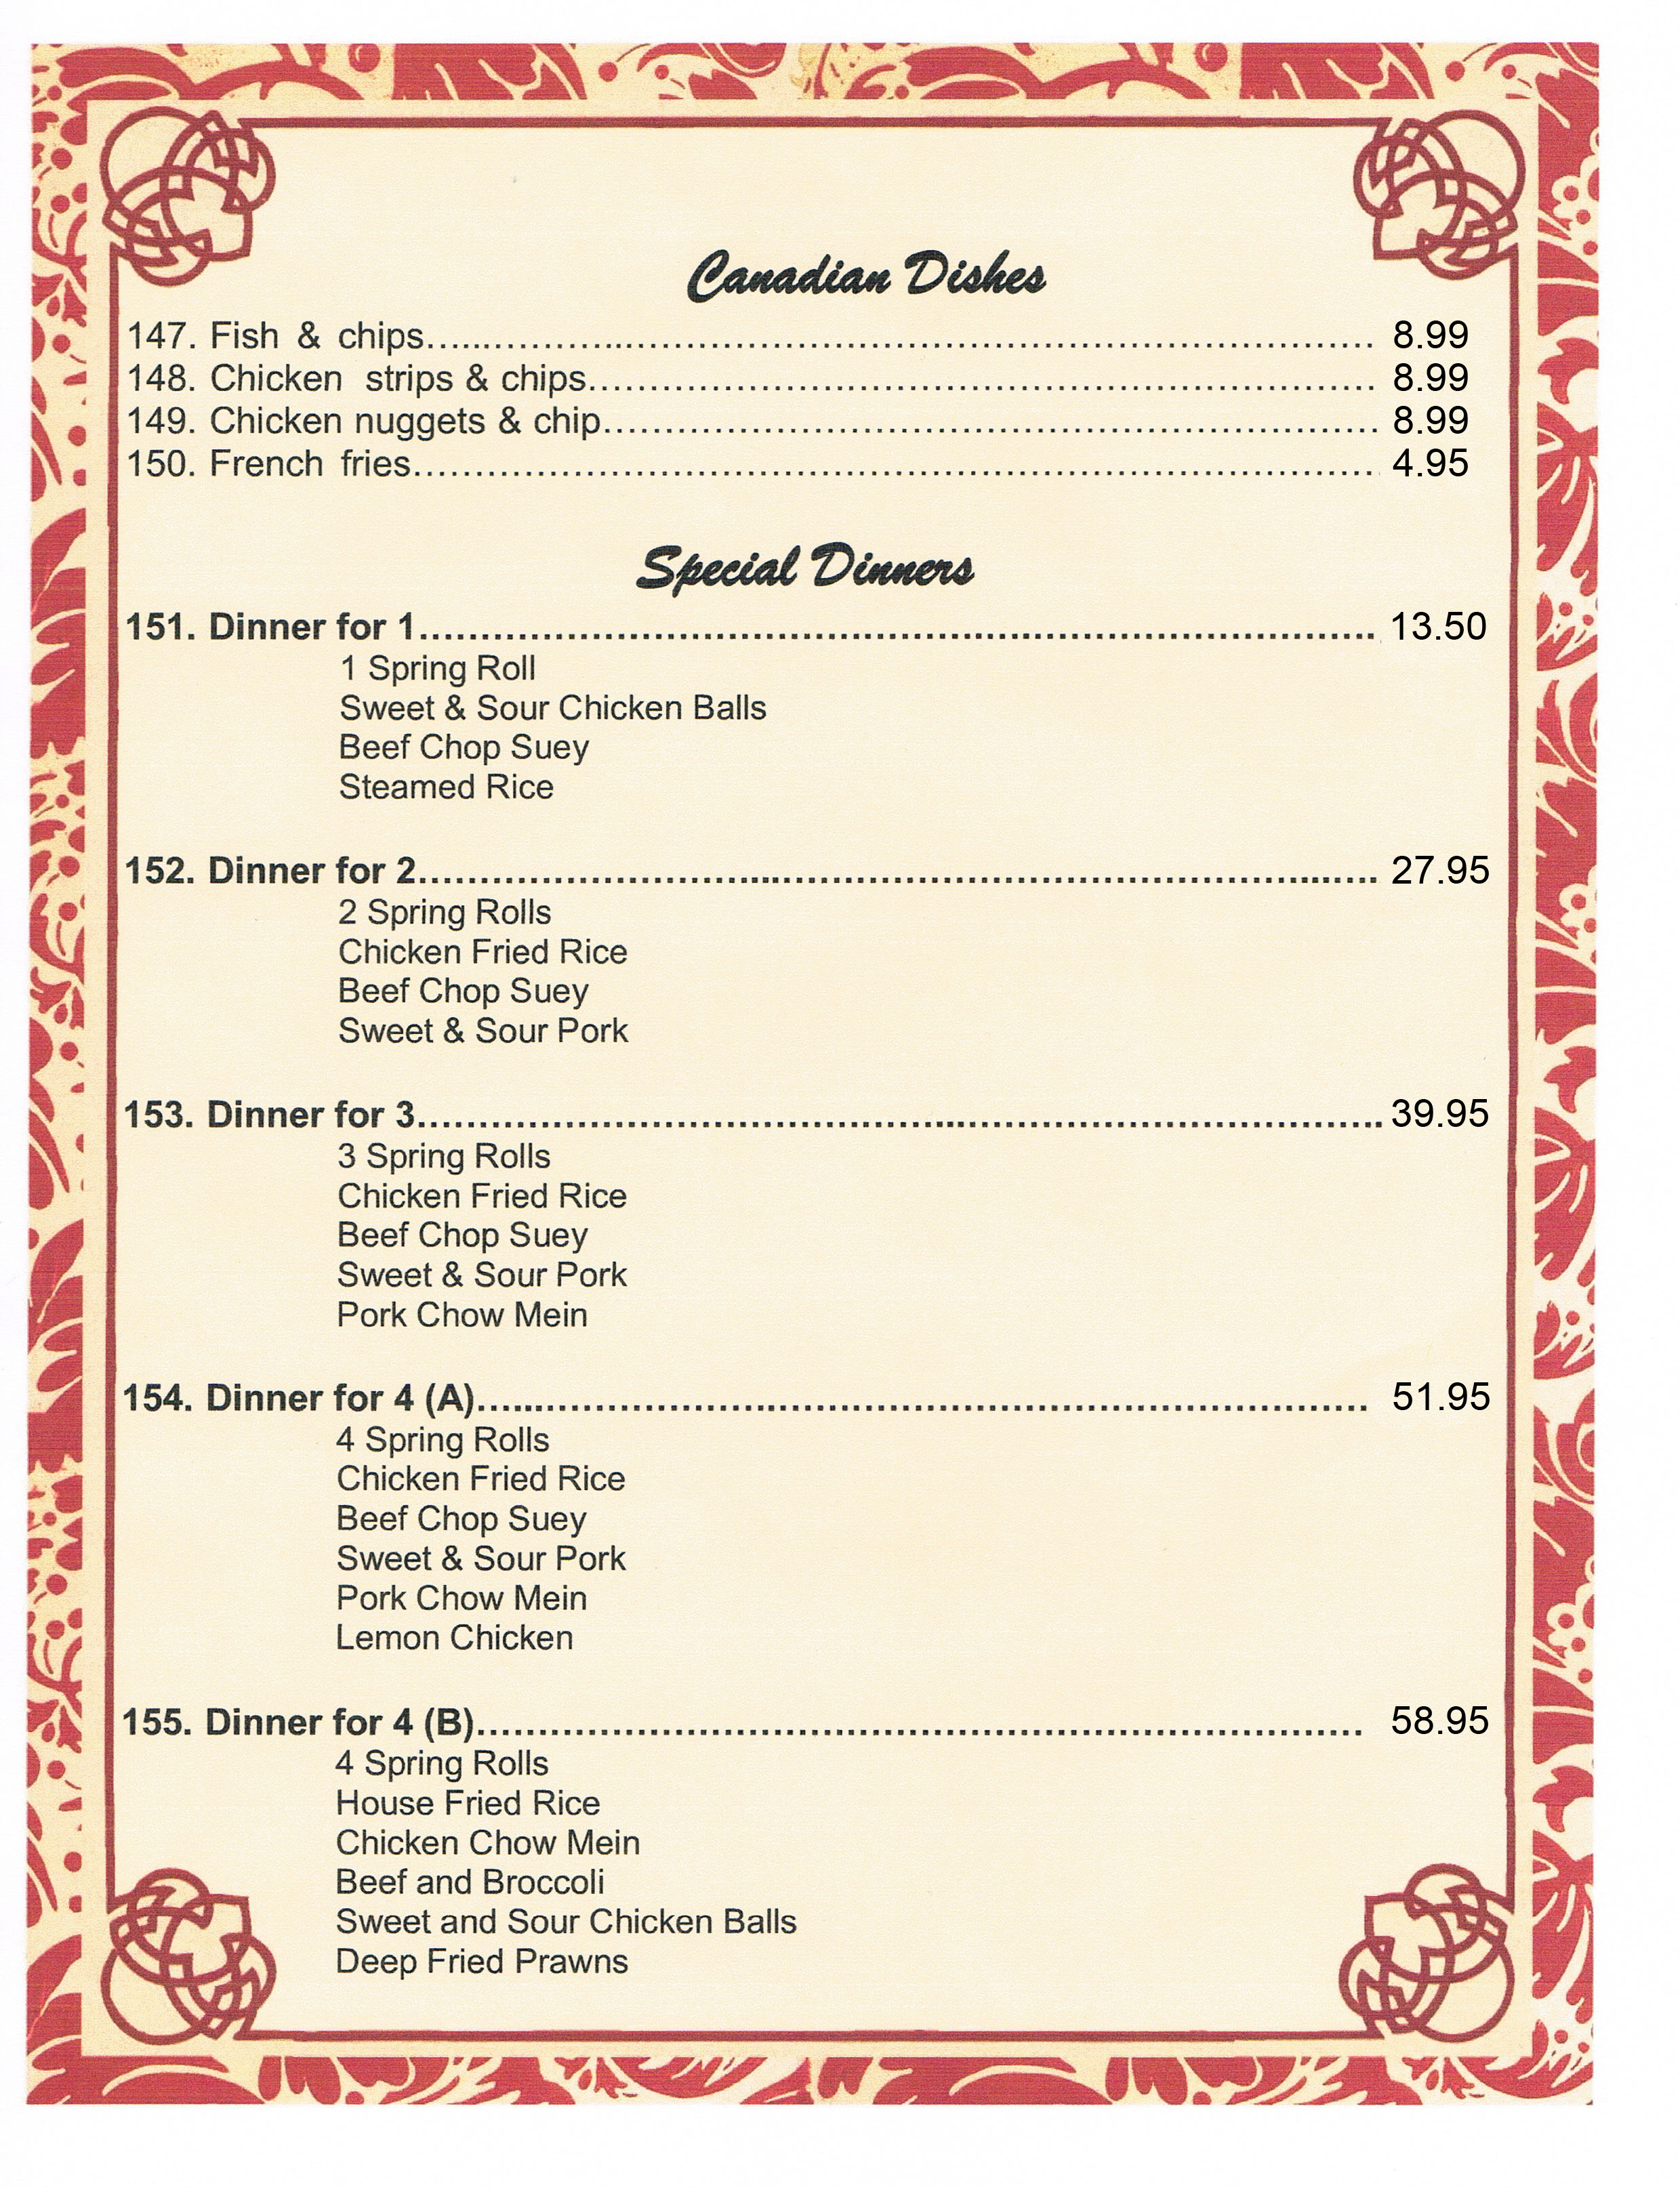 Canadian Dishes
147. Fish & chips 8.99
148. Chicken strips & chips 8.99
149. Chicken nuggets & chip 8.99
150. French fries 4.95
Special Dinners
151. Dinner for 1 13.50
1 Spring Roll
Sweet & Sour Chicken Balls
Beef Chop Suey
Steamed Rice
152. Dinner for 2 27.95
2 Spring Rolls
Chicken Fried Rice
Beef Chop Suey
Sweet & Sour Pork
153. Dinner for 3 39.95
3 Spring Rolls
Chicken Fried Rice
Beef Chop Suey
Sweet & Sour Pork
Pork Chow Mein
154. Dinner for 4 (A) 51.95
4 Spring Rolls
Chicken Fried Rice
Beef Chop Suey
Sweet & Sour Pork
Pork Chow Mein
Lemon Chicken
155. Dinner for 4 (B) 58.95
4 Spring Rolls
House Fried Rice
Chicken Chow Mein
Beef and Broccoli
Sweet and Sour Chicken Balls
Deep Fried Prawns